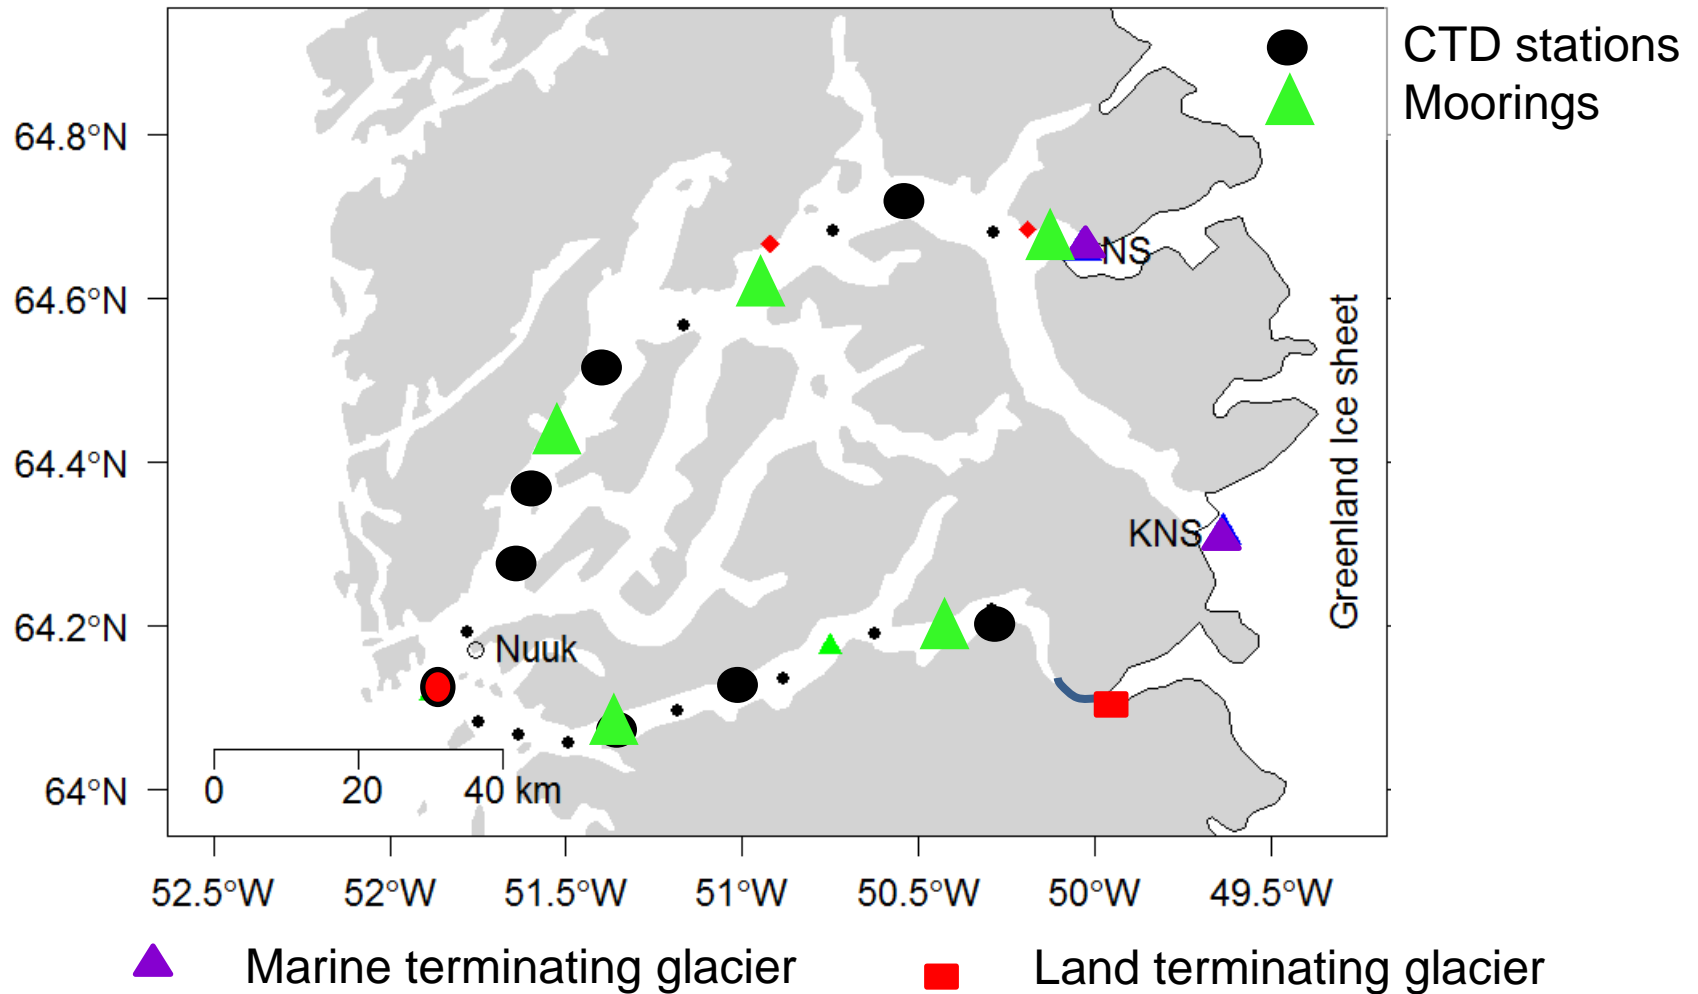 CTD stations
Moorings
64.8°N
64.6°N
64.4°N
64.2°N
64°N
NS
KNS
Greenland Ice sheet
Nuuk
0 20 40 km
52.5°W 52°W 51.5°W 51°W 50.5°W 50°W 49.5°W
Marine terminating glacier Land terminating glacier